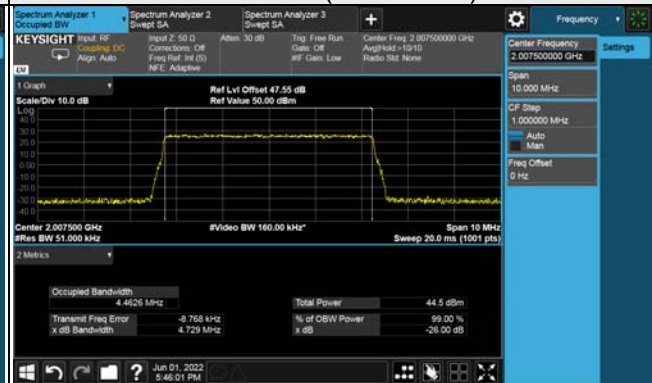 Spectrum Analyzer 1
Occupied BW
Spectrum Analyzer 2
Swept SA
Spectrum Analyzer 3
Swept SA
+
Frequency
KEYSIGHT
Input: RF
Coupling: DC
Align: Auto
Input Z: 50 Ω
Corrections: Off
Freq Ref: Int (S)
NFE: Adaptive
Atten: 30 dB
Trig: Free Run
Gate: Off
#IF Gain: Low
Center Freq: 2.007500000 GHz
Avg|Hold:>10/10
Radio Std: None
Center Frequency
2.007500000 GHz
Settings
Span
10.000 MHz
CF Step
1.000000 MHz
Auto
Man
Freq Offset
0 Hz
1 Graph
Scale/Div 10.0 dB
Ref Lvl Offset 47.55 dB
Ref Value 50.00 dBm
Log
40.0
30.0
20.0
10.0
0.00
-10.0
-20.0
-30.0
-40.0
Center 2.007500 GHz
#Res BW 51.000 kHz
#Video BW 160.00 kHz*
Span 10 MHz
Sweep 20.0 ms (1001 pts)
2 Metrics
Occupied Bandwidth
4.4626 MHz
Total Power 44.5 dBm
Transmit Freq Error -8.768 kHz
% of OBW Power 99.00 %
x dB Bandwidth 4.729 MHz
x dB -26.00 dB
?
Jun 01, 2022
5:46:01 PM